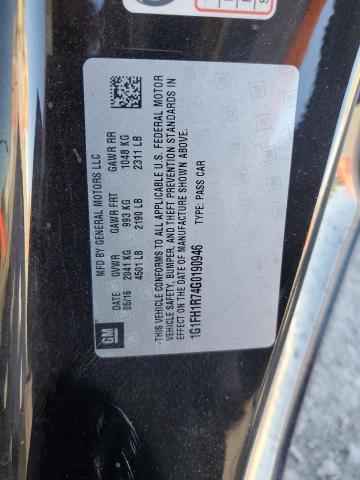 GM
MFD BY GENERAL MOTORS LLC
DATE GVWR GAWR FRT GAWR RR
05/16 2041 KG 993 KG 1048 KG
4501 LB 2190 LB 2311 LB
THIS VEHICLE CONFORMS TO ALL APPLICABLE U.S. FEDERAL MOTOR
VEHICLE SAFETY, BUMPER, AND THEFT PREVENTION STANDARDS IN
EFFECT ON THE DATE OF MANUFACTURE SHOWN ABOVE.
1G1FH1R74G0190946 TYPE: PASS CAR